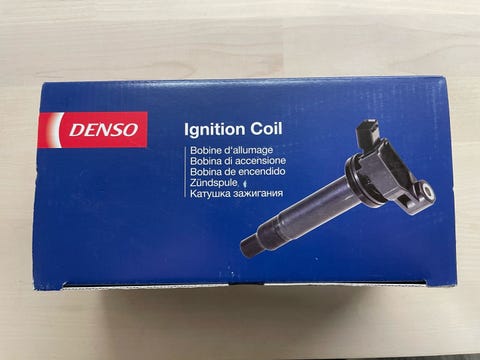 DENSO
Ignition Coil
Bobine d'allumage
Bobina di accensione
Bobina de encendido
Zündspule
Катушка зажигания